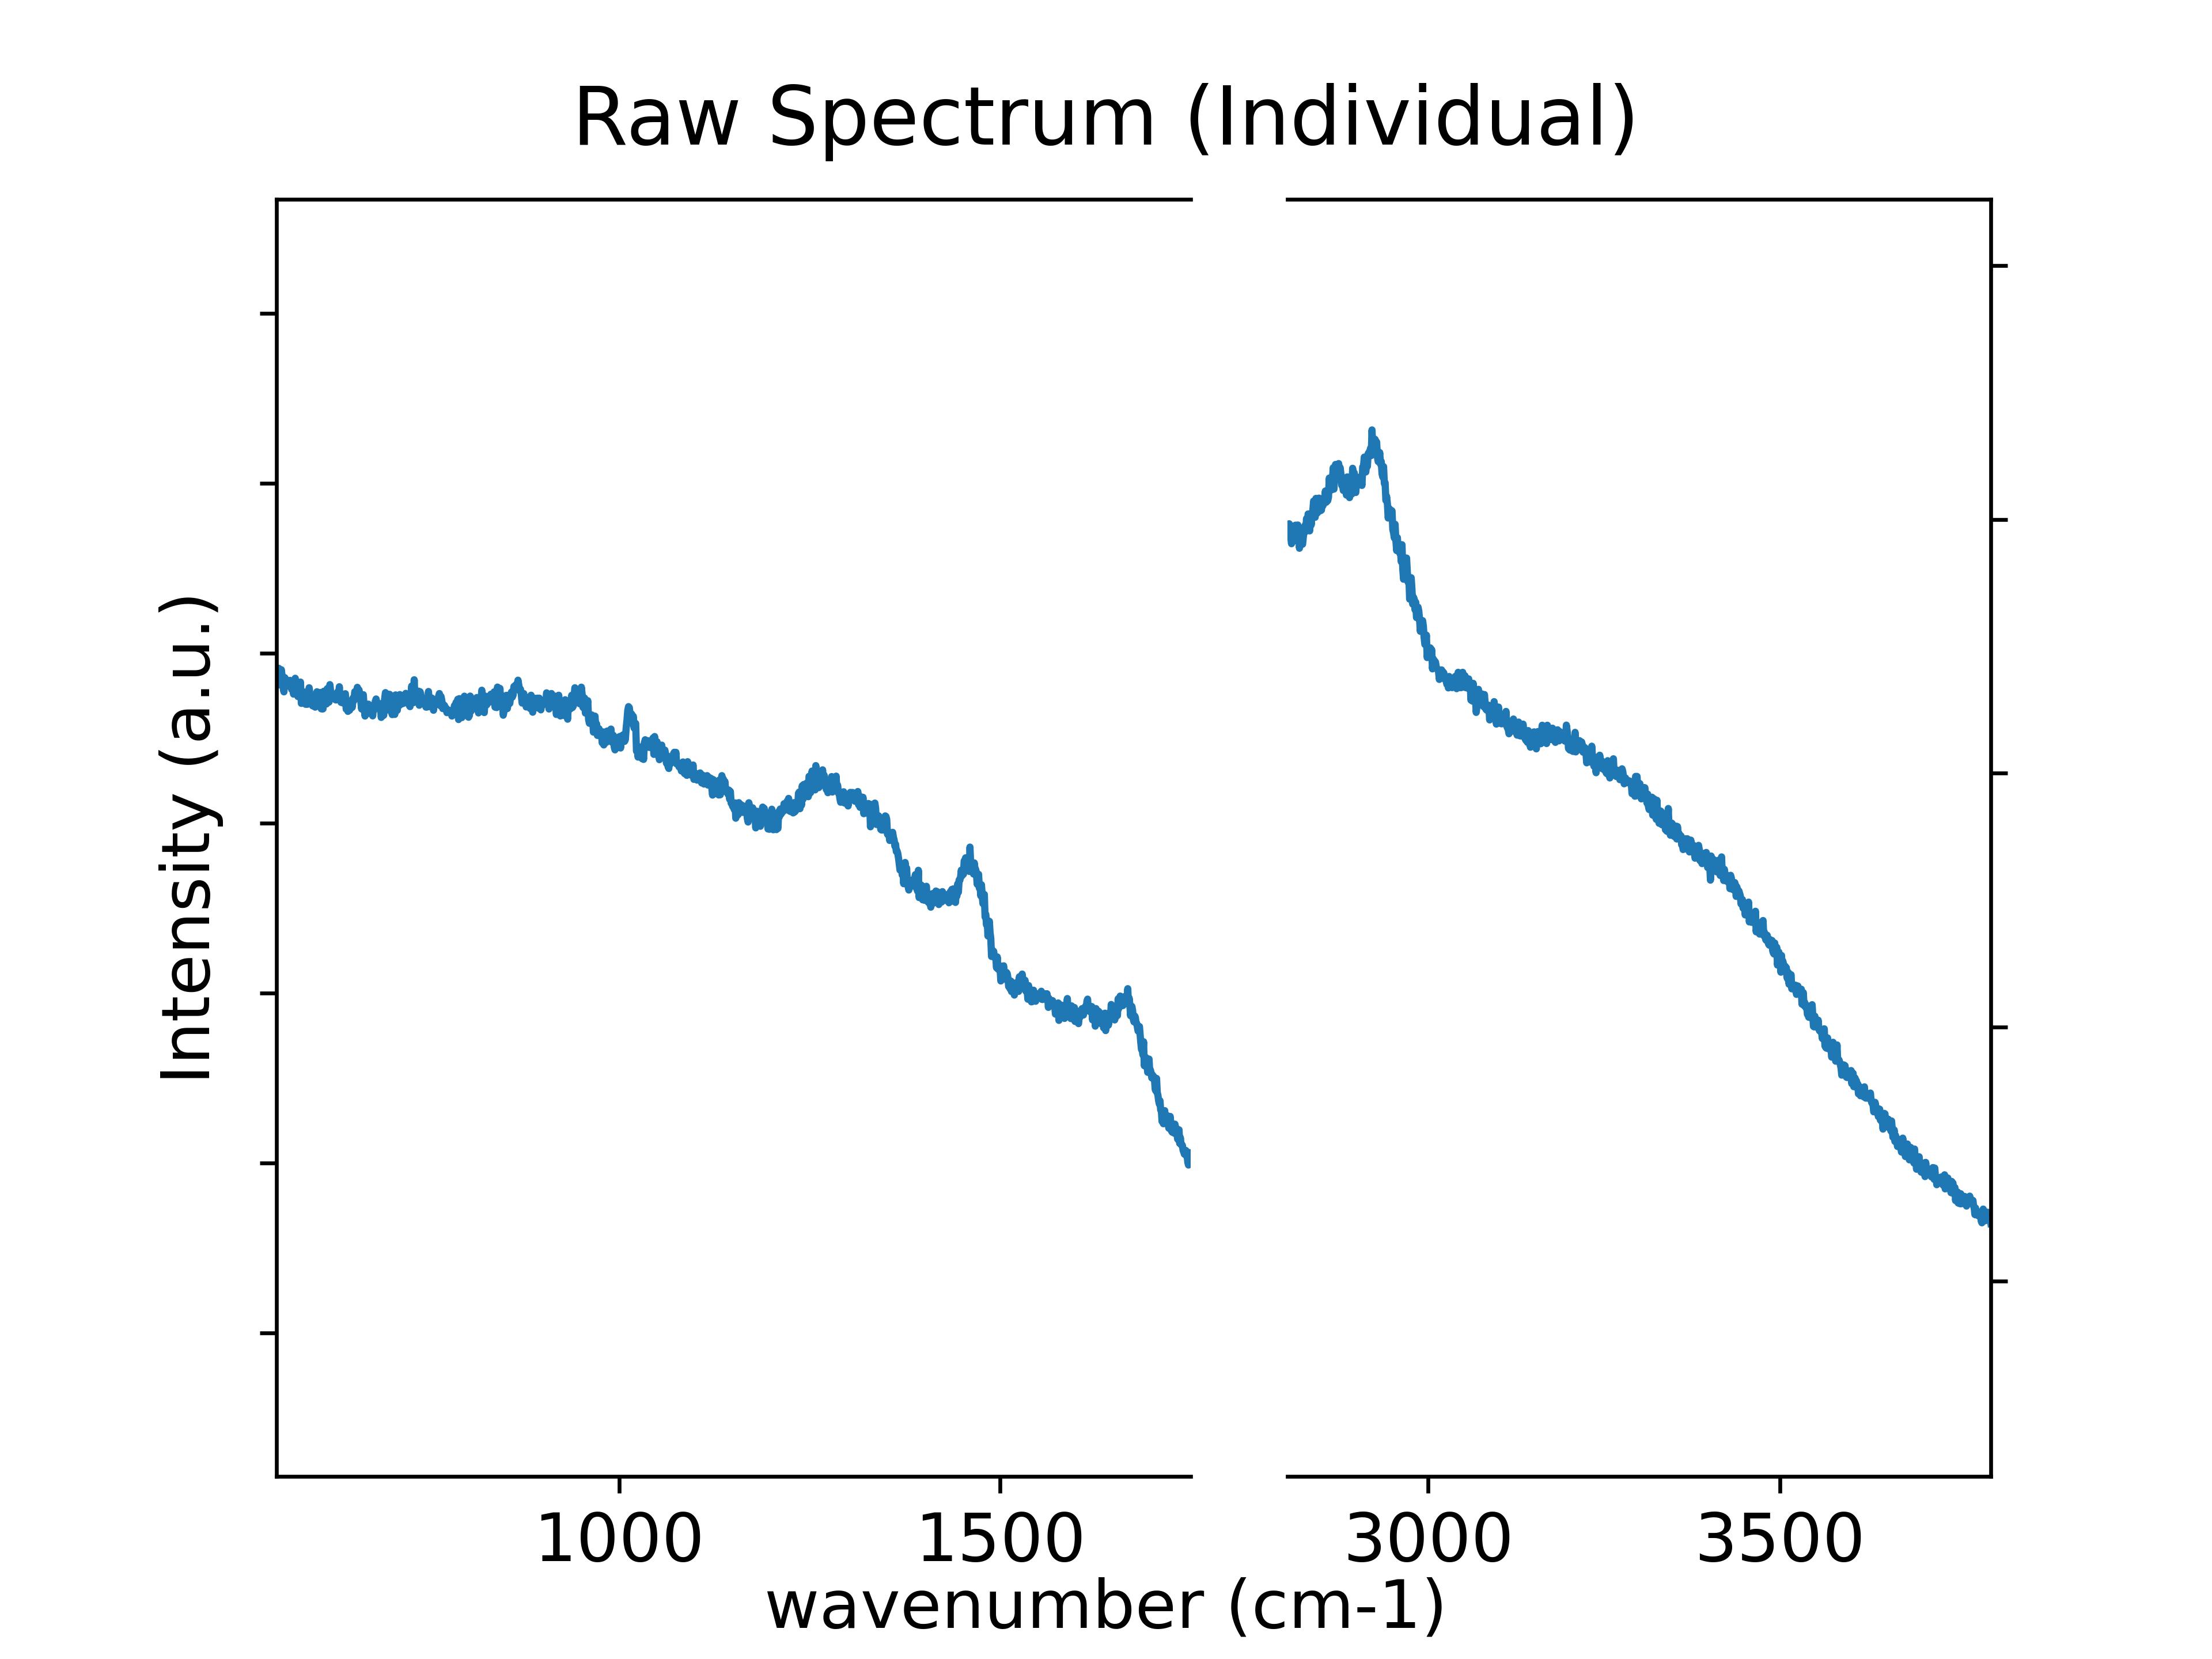 Raw Spectrum (Individual)
Intensity (a.u.)
1000 1500 3000 3500
wavenumber (cm-1)